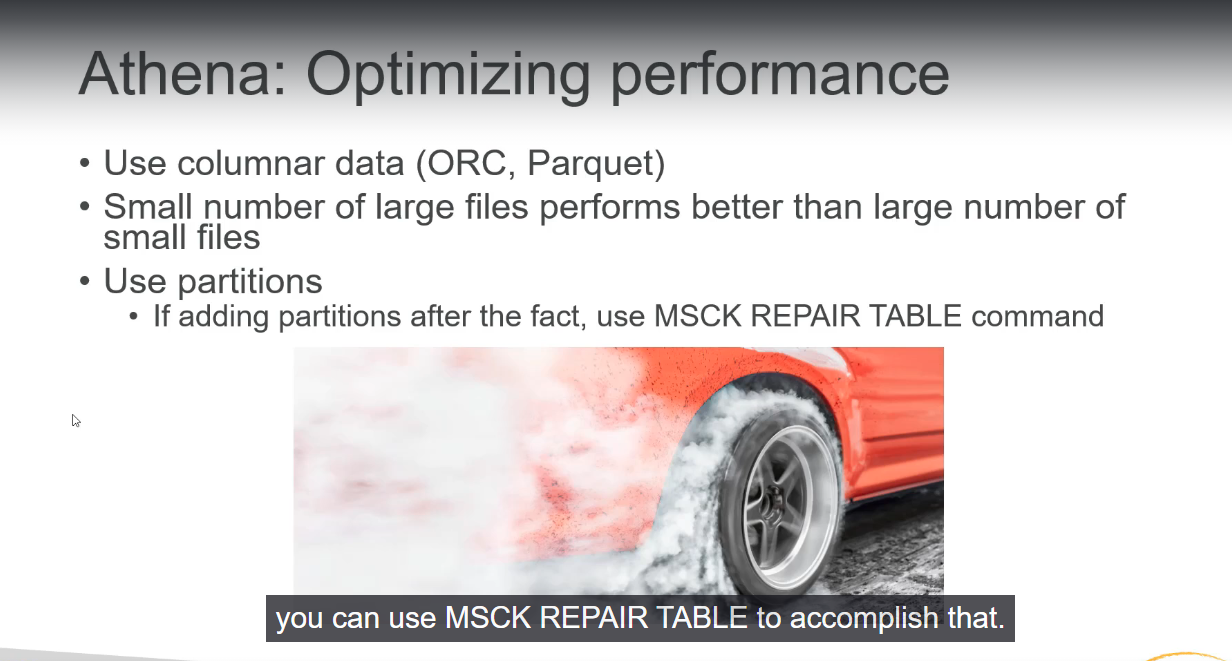 Athena: Optimizing performance
• Use columnar data (ORC, Parquet)
• Small number of large files performs better than large number of
small files
• Use partitions
• If adding partitions after the fact, use MSCK REPAIR TABLE command
you can use MSCK REPAIR TABLE to accomplish that.